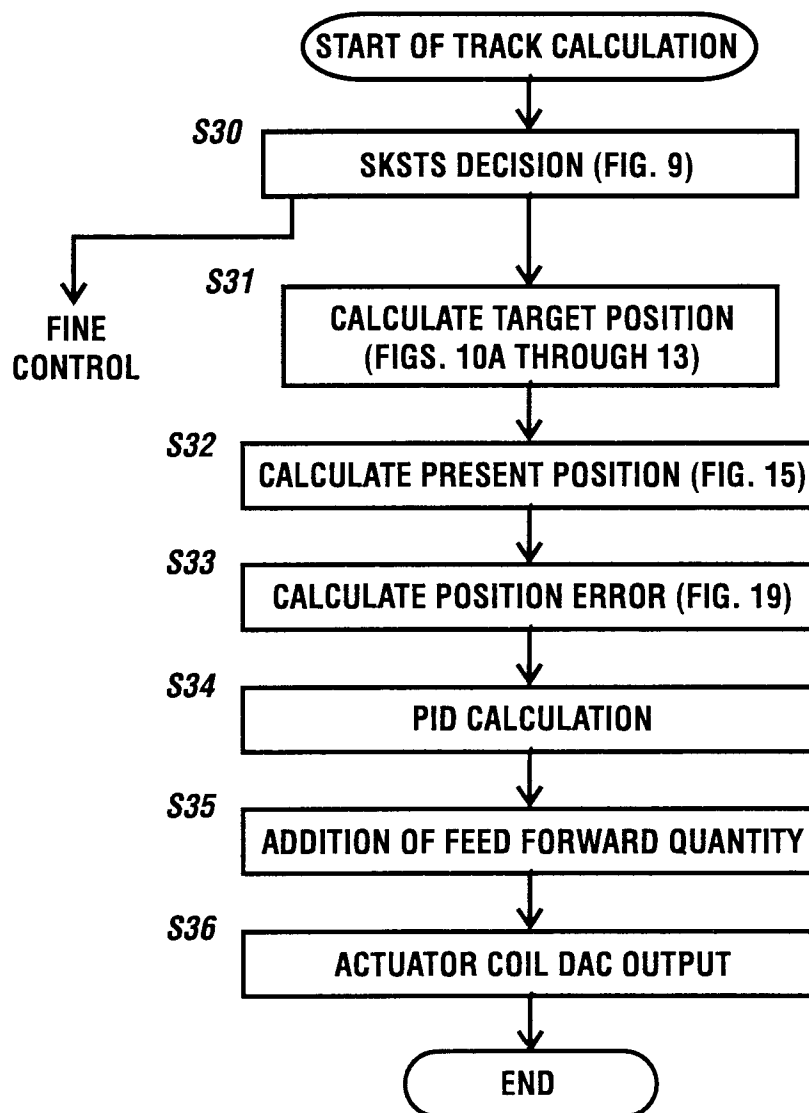 START OF TRACK CALCULATION
S30
SKSTS DECISION (FIG. 9)
S31
FINE
CONTROL
CALCULATE TARGET POSITION
(FIGS. 10A THROUGH 13)
S32
CALCULATE PRESENT POSITION (FIG. 15)
S33
CALCULATE POSITION ERROR (FIG. 19)
S34
PID CALCULATION
S35
ADDITION OF FEED FORWARD QUANTITY
S36
ACTUATOR COIL DAC OUTPUT
END